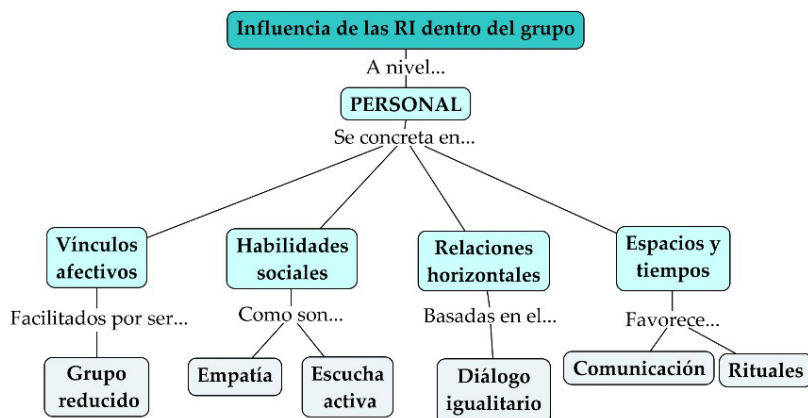 Influencia de las RI dentro del grupo
A nivel...
PERSONAL
Se concreta en...
Vínculos
afectivos
Habilidades
sociales
Relaciones
horizontales
Espacios y
tiempos
Facilitados por ser...
Como son...
Basadas en el...
Favorece...
Grupo
reducido
Empatía
Escucha
activa
Diálogo
igualitario
Comunicación
Rituales